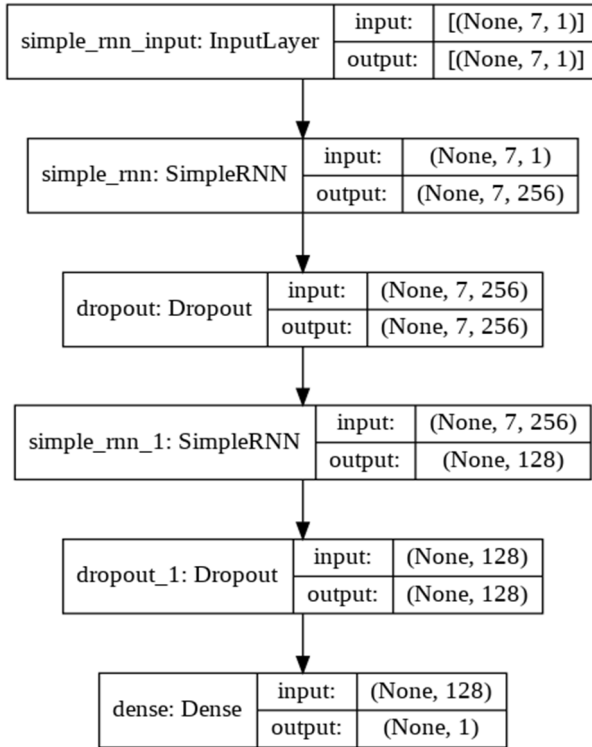 simple_rnn_input: InputLayer
input:
[(None, 7, 1)]
output:
[(None, 7, 1)]
simple_rnn: SimpleRNN
input:
(None, 7, 1)
output:
(None, 7, 256)
dropout: Dropout
input:
(None, 7, 256)
output:
(None, 7, 256)
simple_rnn_1: SimpleRNN
input:
(None, 7, 256)
output:
(None, 128)
dropout_1: Dropout
input:
(None, 128)
output:
(None, 128)
dense: Dense
input:
(None, 128)
output:
(None, 1)